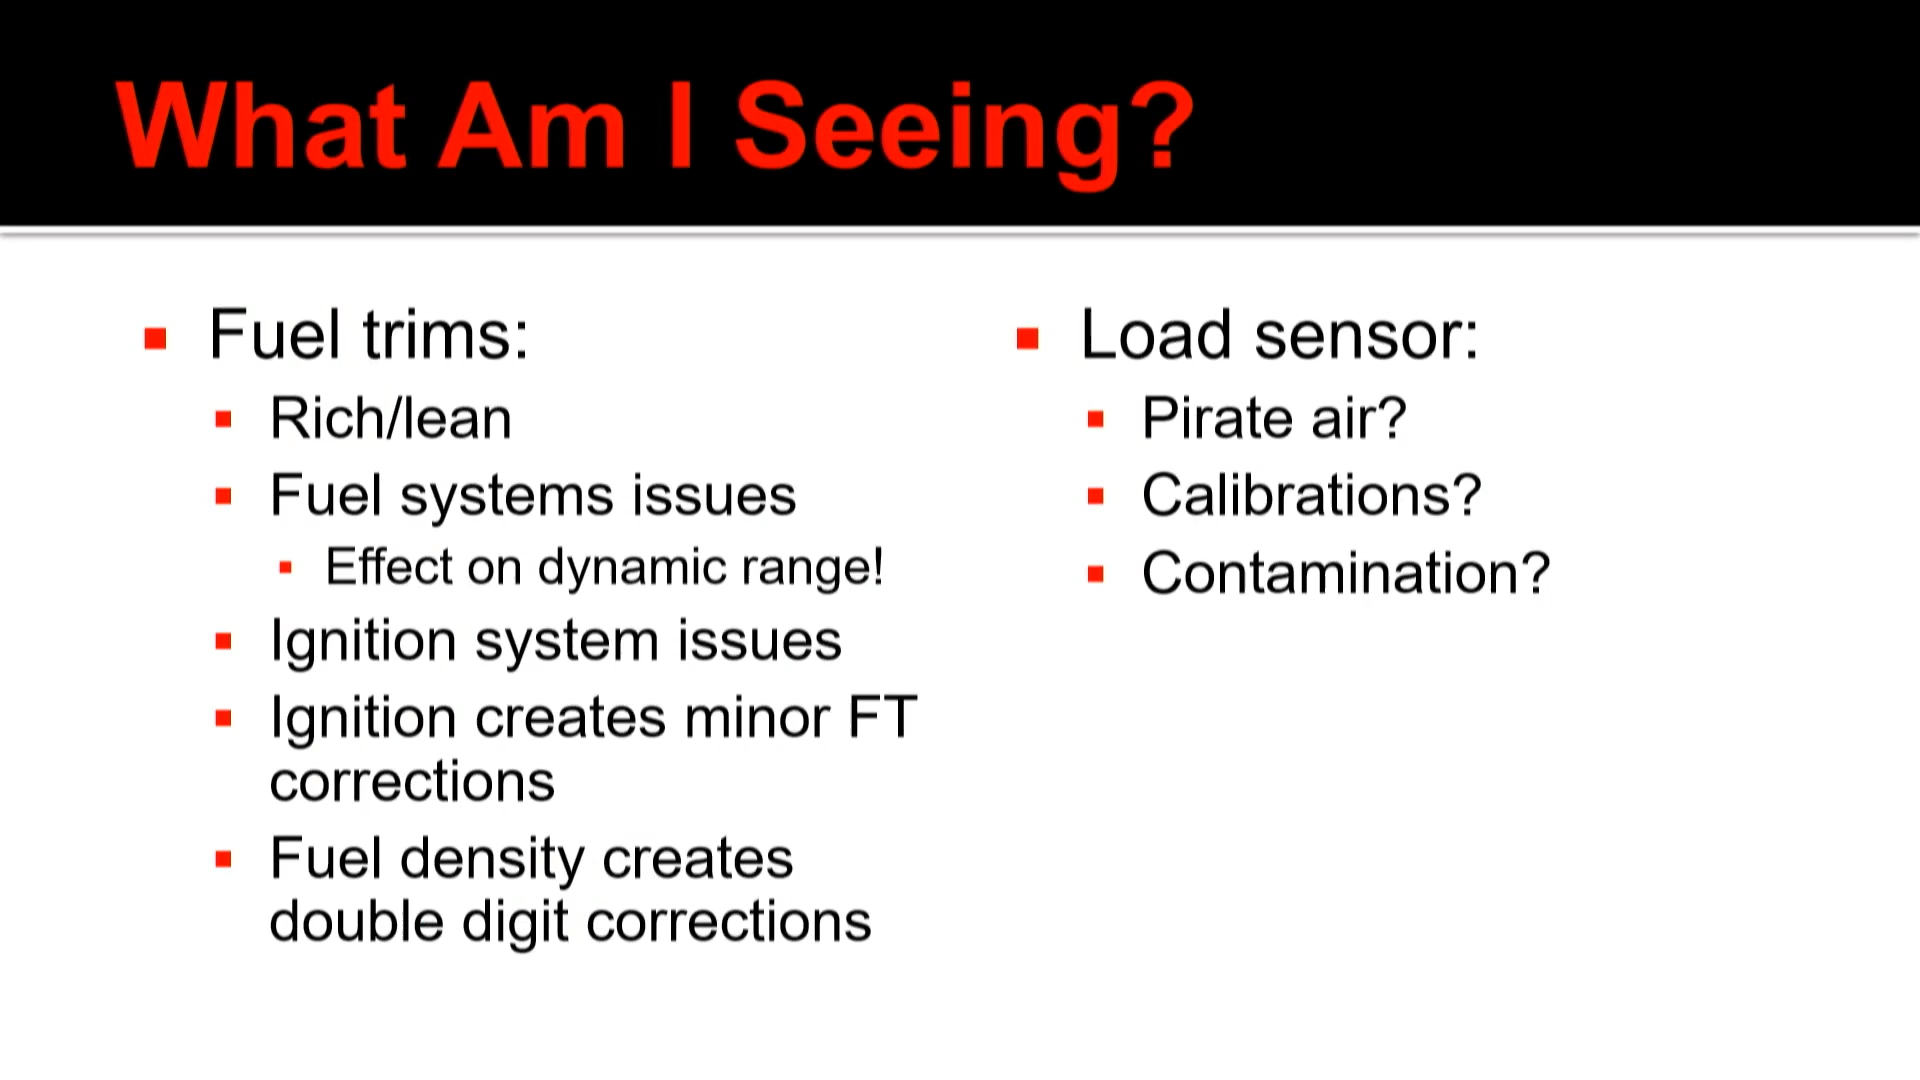 What Am I Seeing?
Fuel trims:
Rich/lean
Fuel systems issues
Effect on dynamic range!
Ignition system issues
Ignition creates minor FT
corrections
Fuel density creates
double digit corrections
Load sensor:
Pirate air?
Calibrations?
Contamination?